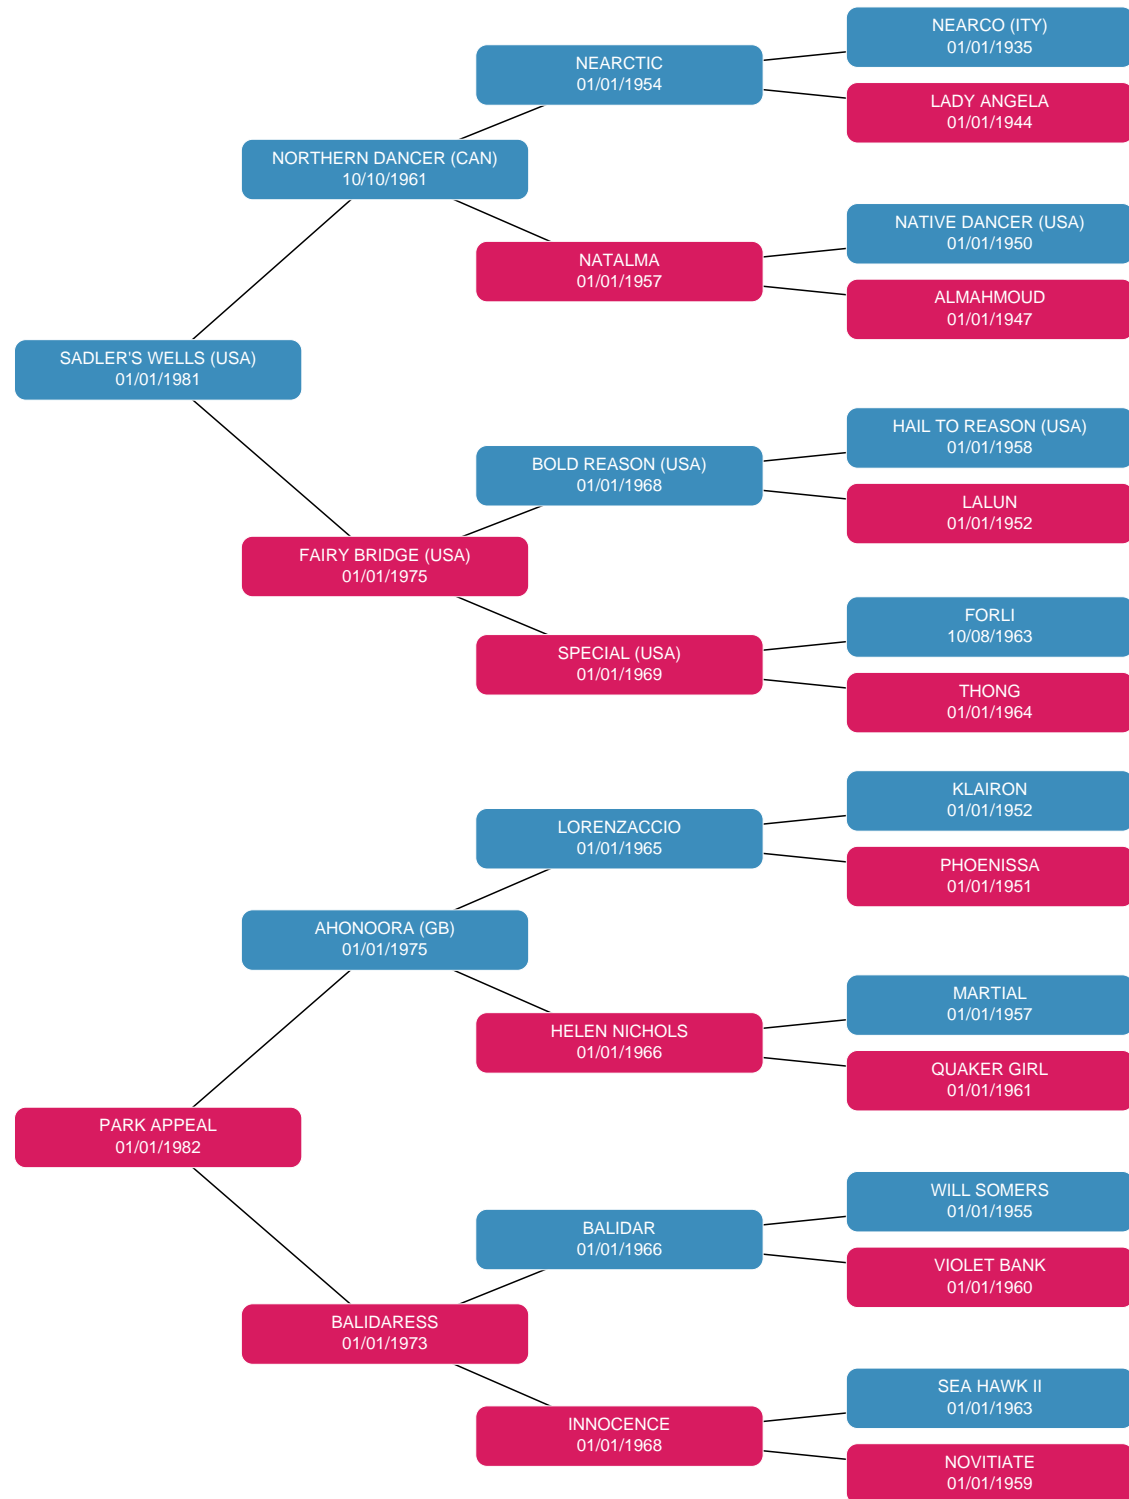 NEARCO (ITY)
01/01/1935
NEARCTIC
01/01/1954
LADY ANGELA
01/01/1944
NORTHERN DANCER (CAN)
10/10/1961
NATIVE DANCER (USA)
01/01/1950
NATALMA
01/01/1957
ALMAHMOUD
01/01/1947
SADLER'S WELLS (USA)
01/01/1981
HAIL TO REASON (USA)
01/01/1958
BOLD REASON (USA)
01/01/1968
LALUN
01/01/1952
FAIRY BRIDGE (USA)
01/01/1975
FORLI
10/08/1963
SPECIAL (USA)
01/01/1969
THONG
01/01/1964
KLAIRON
01/01/1952
LORENZACCIO
01/01/1965
PHOENISSA
01/01/1951
AHONOORA (GB)
01/01/1975
MARTIAL
01/01/1957
HELEN NICHOLS
01/01/1966
QUAKER GIRL
01/01/1961
PARK APPEAL
01/01/1982
WILL SOMERS
01/01/1955
BALIDAR
01/01/1966
VIOLET BANK
01/01/1960
BALIDARESS
01/01/1973
SEA HAWK II
01/01/1963
INNOCENCE
01/01/1968
NOVITIATE
01/01/1959